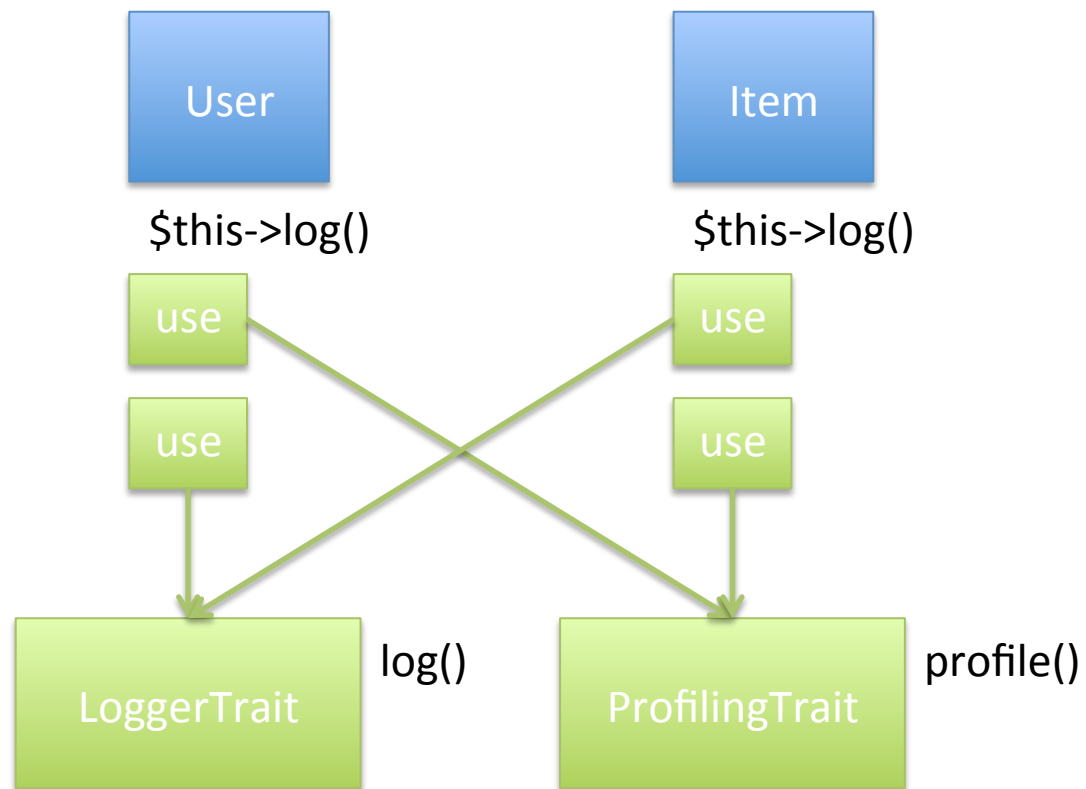 User
Item
$this->log()
$this->log()
use
use
use
use
LoggerTrait
log()
ProfilingTrait
profile()